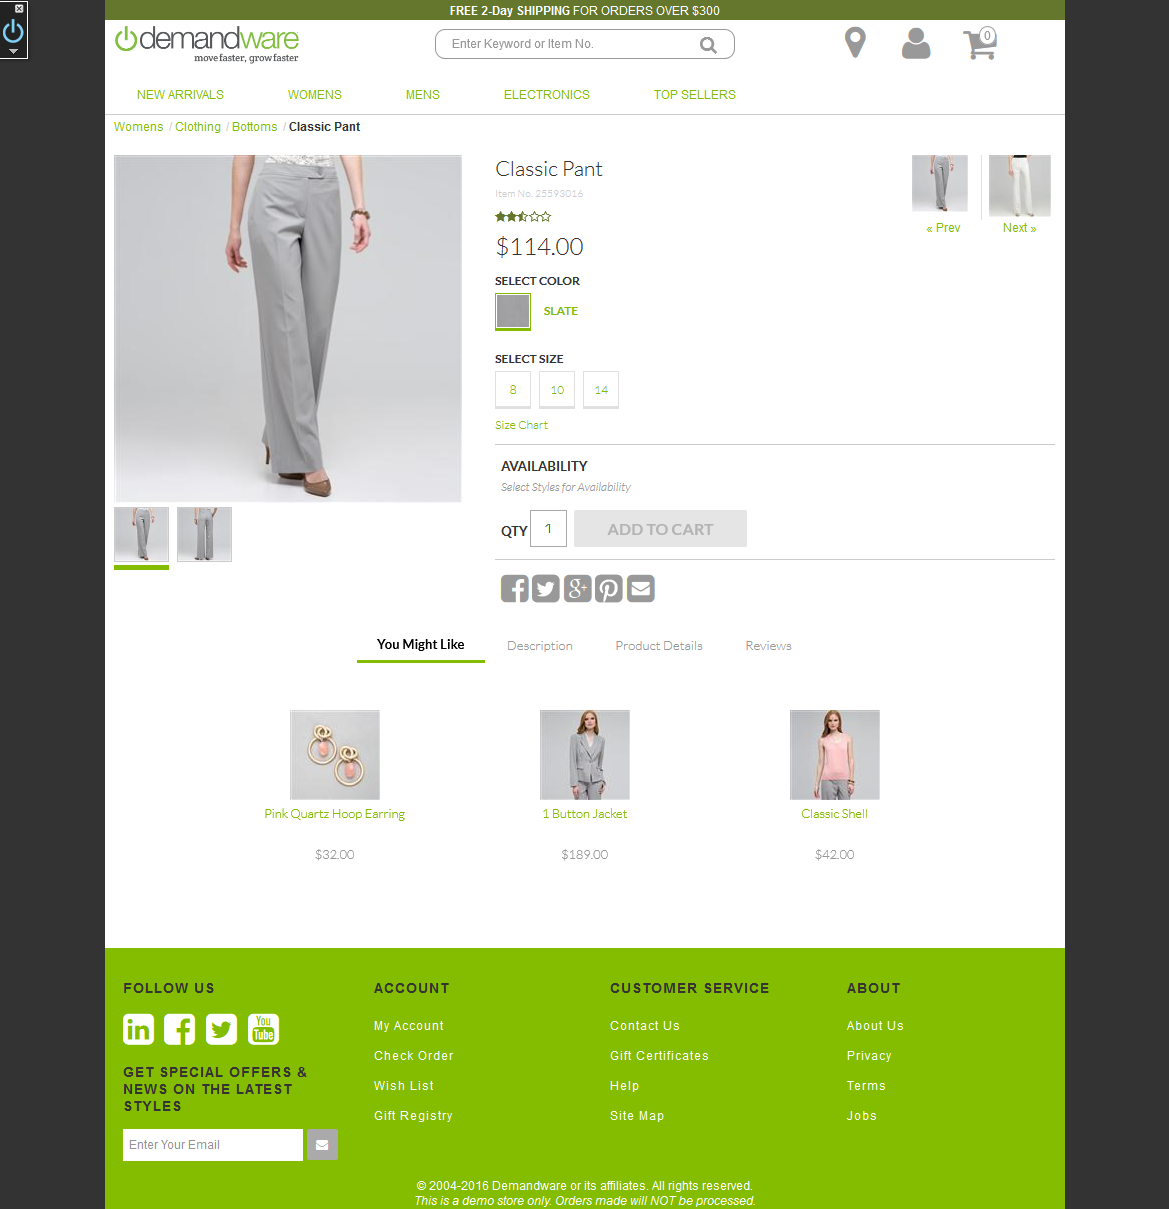 FREE 2-Day SHIPPING FOR ORDERS OVER $300
demandware
move faster, grow faster
Enter Keyword or Item No.
0
NEW ARRIVALS WOMENS MENS ELECTRONICS TOP SELLERS
Womens / Clothing / Bottoms / Classic Pant
Classic Pant
Item No. 25593016
« Prev Next »
$114.00
SELECT COLOR
SLATE
SELECT SIZE
8 10 14
Size Chart
AVAILABILITY
Select Styles for Availability
QTY 1 ADD TO CART
You Might Like Description Product Details Reviews
Pink Quartz Hoop Earring 1 Button Jacket Classic Shell
$32.00 $189.00 $42.00
FOLLOW US
in You Tube
GET SPECIAL OFFERS &
NEWS ON THE LATEST
STYLES
Enter Your Email
ACCOUNT
My Account
Check Order
Wish List
Gift Registry
CUSTOMER SERVICE
Contact Us
Gift Certificates
Help
Site Map
ABOUT
About Us
Privacy
Terms
Jobs
© 2004-2016 Demandware or its affiliates. All rights reserved.
This is a demo store only. Orders made will NOT be processed.